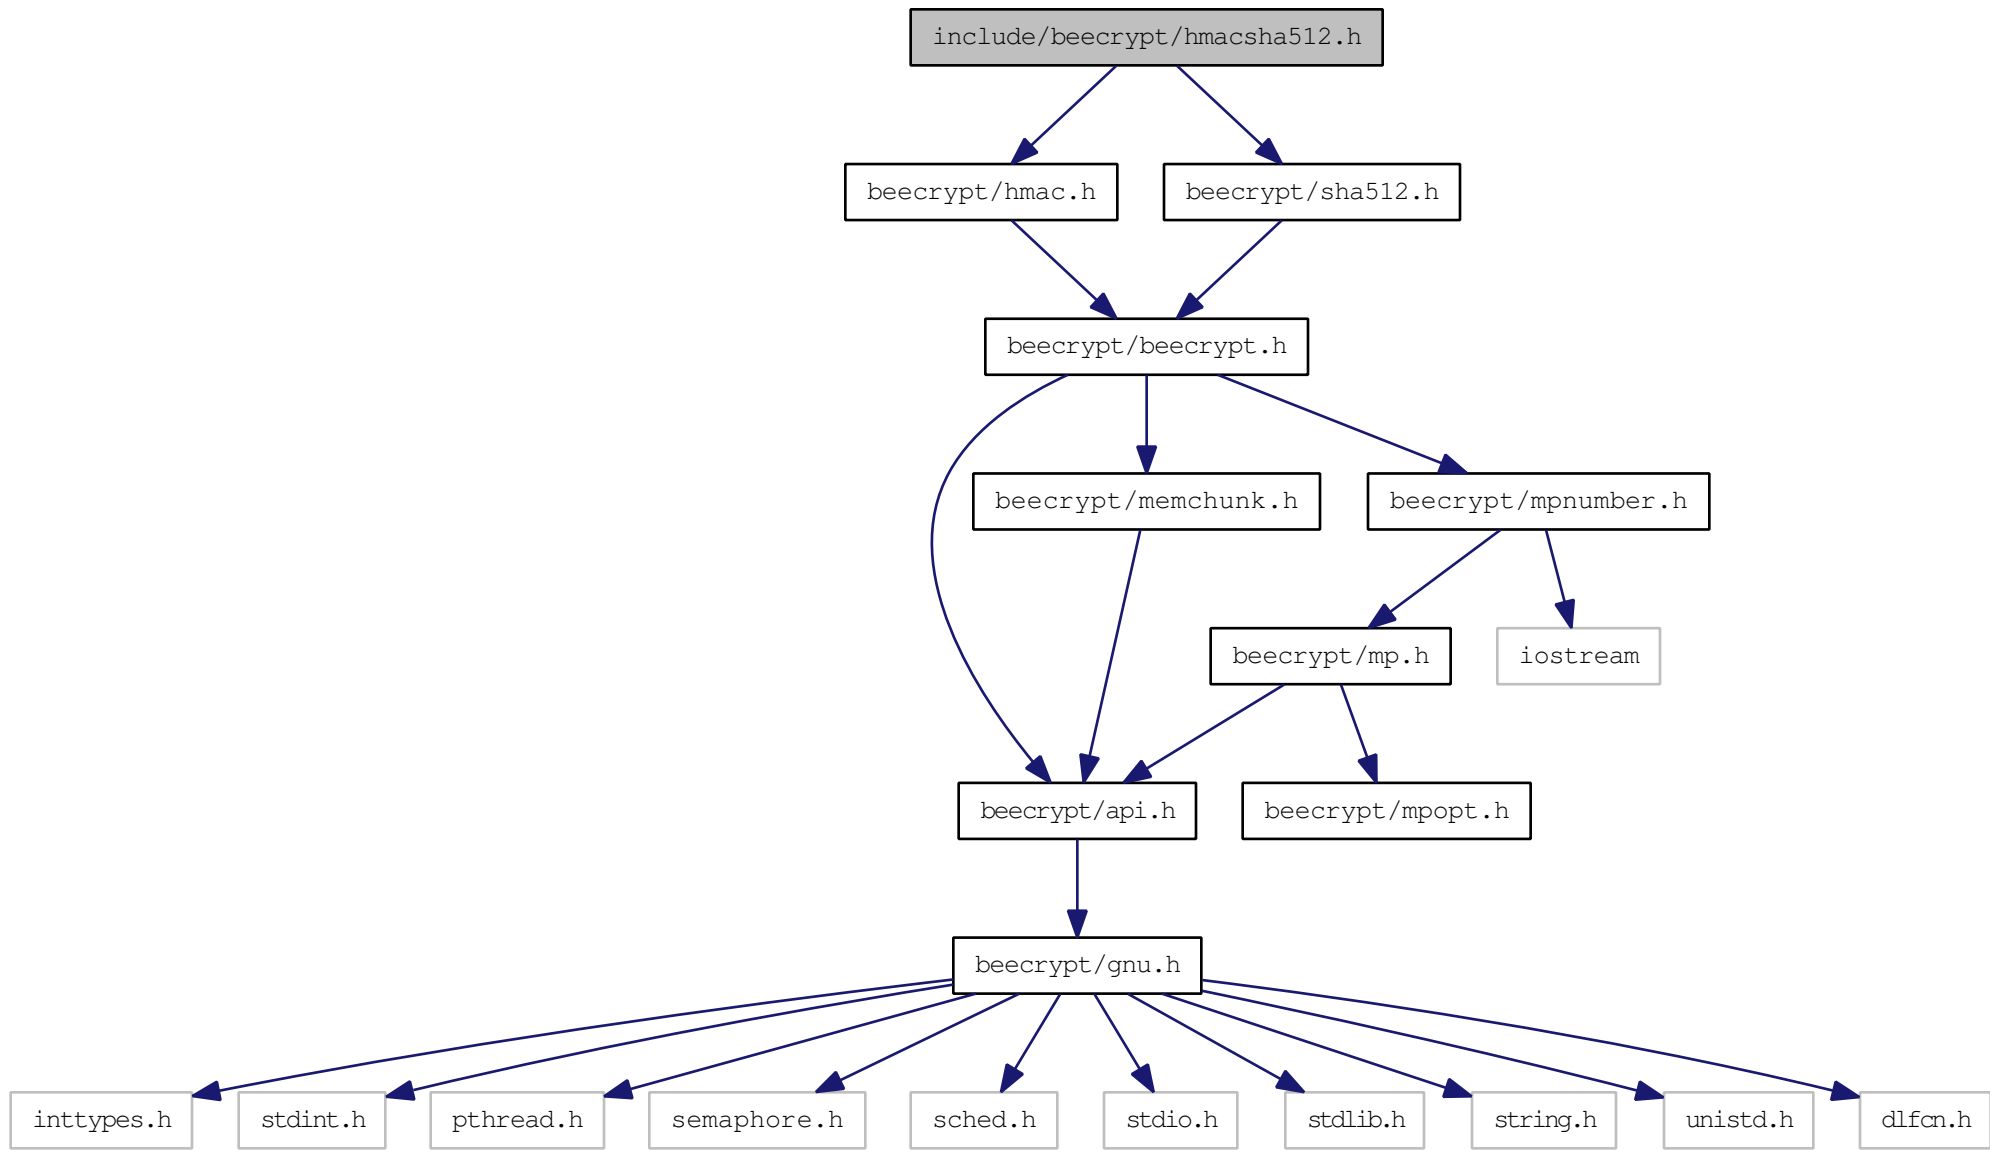 include/beecrypt/hmacsha512.h
beecrypt/hmac.h
beecrypt/sha512.h
beecrypt/beecrypt.h
beecrypt/memchunk.h
beecrypt/mpnumber.h
beecrypt/mp.h
iostream
beecrypt/api.h
beecrypt/mpopt.h
beecrypt/gnu.h
inttypes.h
stdint.h
pthread.h
semaphore.h
sched.h
stdio.h
stdlib.h
string.h
unistd.h
dlfcn.h